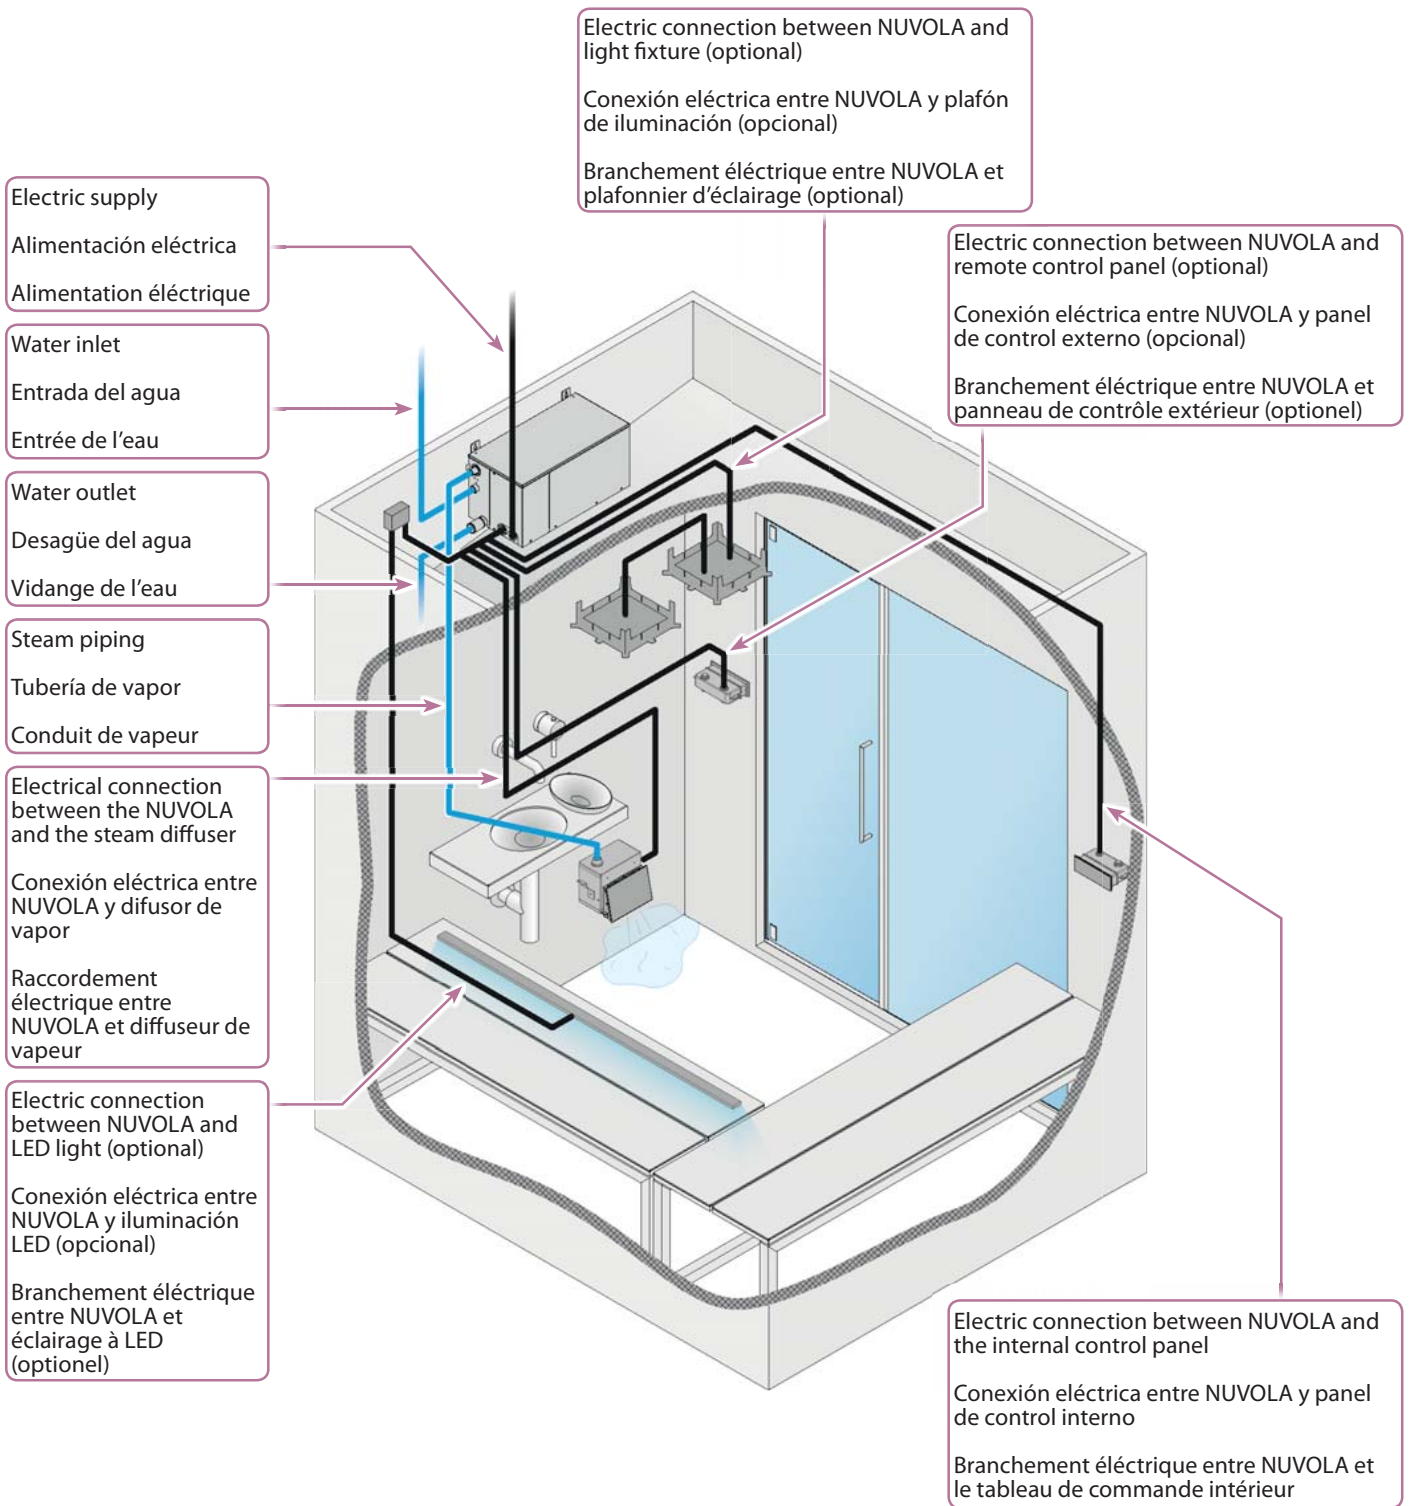 Electric connection between NUVOLA and
light fixture (optional)
Conexión eléctrica entre NUVOLA y plafón
de iluminación (opcional)
Branchement éléctrique entre NUVOLA et
plafonnier d'éclairage (optional)
Electric supply
Alimentación eléctrica
Alimentation éléctrique
Water inlet
Entrada del agua
Entrée de l'eau
Water outlet
Desagüe del agua
Vidange de l'eau
Steam piping
Tubería de vapor
Conduit de vapeur
Electrical connection
between the NUVOLA
and the steam diffuser
Conexión eléctrica entre
NUVOLA y difusor de
vapor
Raccordement
électrique entre
NUVOLA et diffuseur de
vapeur
Electric connection
between NUVOLA and
LED light (optional)
Conexión eléctrica entre
NUVOLA y iluminación
LED (opcional)
Branchement éléctrique
entre NUVOLA et
éclairage à LED
(optionel)
Electric connection between NUVOLA and
remote control panel (optional)
Conexión eléctrica entre NUVOLA y panel
de control externo (opcional)
Branchement éléctrique entre NUVOLA et
panneau de contrôle extérieur (optionel)
Electric connection between NUVOLA and
the internal control panel
Conexión eléctrica entre NUVOLA y panel
de control interno
Branchement éléctrique entre NUVOLA et
le tableau de commande intérieur